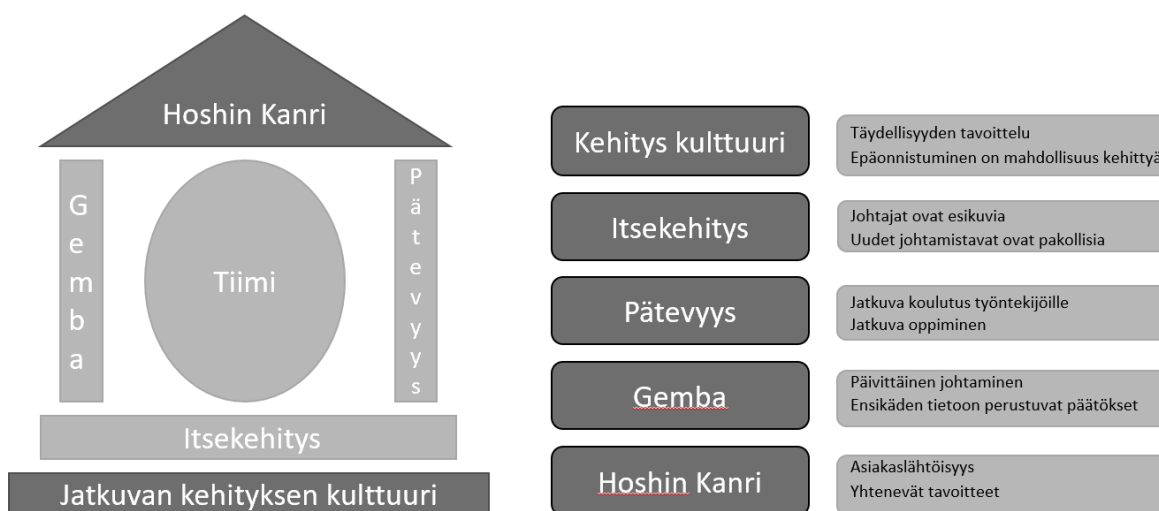 Hoshin Kanri
Gemba
Tiimi
Pätevyys
Itsekehitys
Jatkuvan kehityksen kulttuuri
Kehitys kulttuuri
Täydellisyyden tavoittelu
Epäonnistuminen on mahdollisuus kehittyä
Itsekehitys
Johtajat ovat esikuvia
Uudet johtamistavat ovat pakollisia
Pätevyys
Jatkuva koulutus työntekijöille
Jatkuva oppiminen
Gemba
Päivittäinen johtaminen
Ensikäden tietoon perustuvat päätökset
Hoshin Kanri
Asiakaslähtöisyys
Yhtenevät tavoitteet